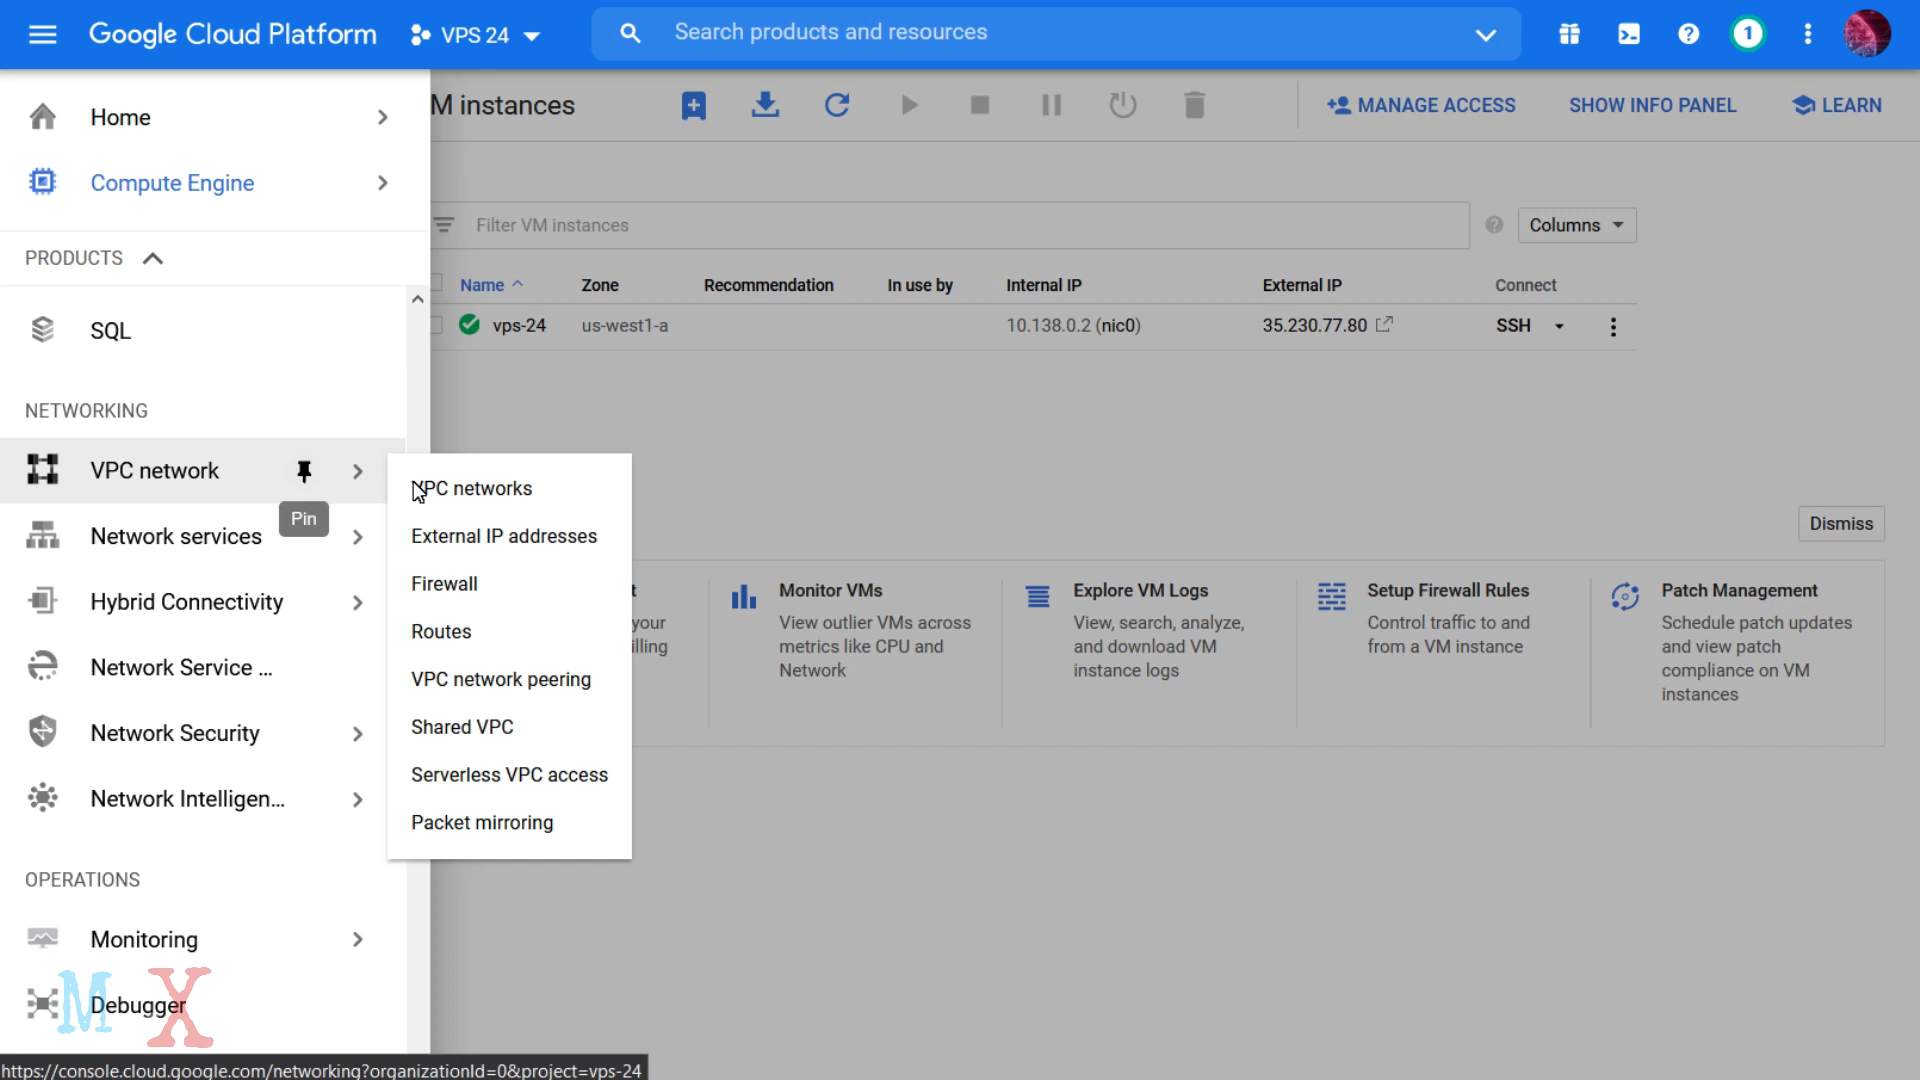 Google Cloud Platform
VPS 24
Search products and resources
1
Home
Compute Engine
PRODUCTS
SQL
NETWORKING
VPC network
Pin
Network services
Hybrid Connectivity
Network Service ...
Network Security
Network Intelligen...
OPERATIONS
Monitoring
Debugger
M X
VPC networks
External IP addresses
Firewall
Routes
VPC network peering
Shared VPC
Serverless VPC access
Packet mirroring
M instances
MANAGE ACCESS
SHOW INFO PANEL
LEARN
Filter VM instances
Columns
Name
Zone
Recommendation
In use by
Internal IP
External IP
Connect
vps-24
us-west1-a
10.138.0.2 (nic0)
35.230.77.80
SSH
Dismiss
t
your
illing
Monitor VMs
View outlier VMs across
metrics like CPU and
Network
Explore VM Logs
View, search, analyze,
and download VM
instance logs
Setup Firewall Rules
Control traffic to and
from a VM instance
Patch Management
Schedule patch updates
and view patch
compliance on VM
instances
https://console.cloud.google.com/networking?organizationId=0&project=vps-24